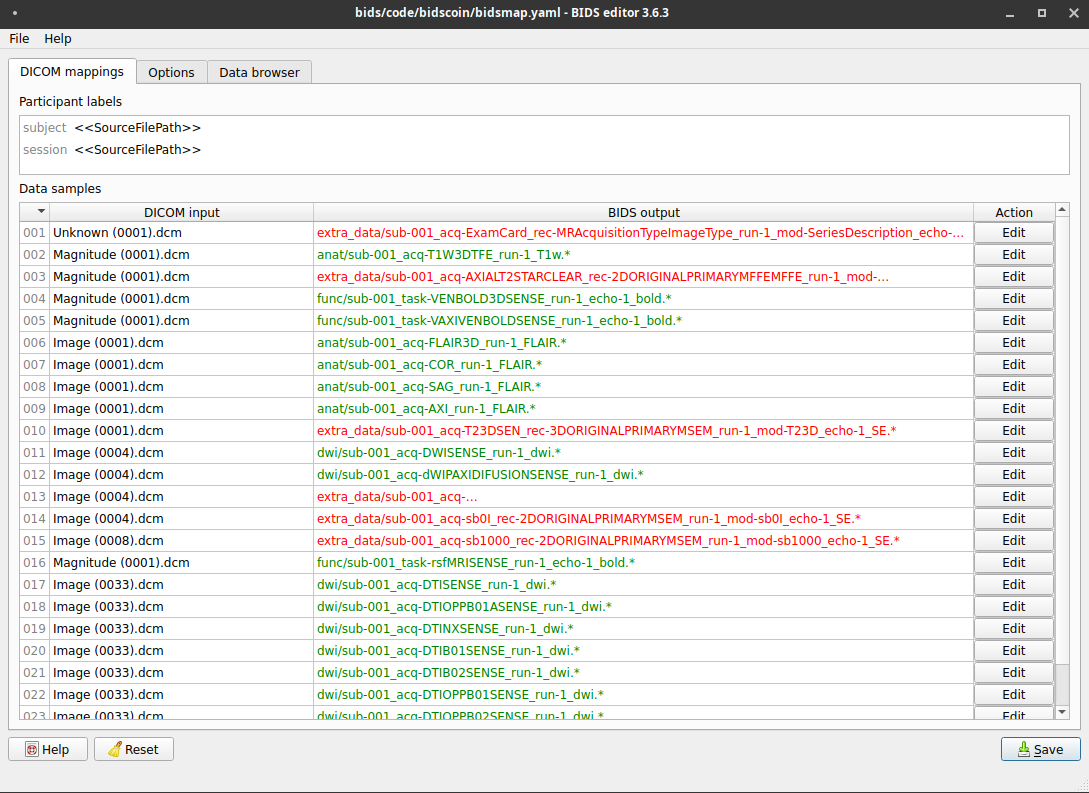 bids/code/bidscoin/bidsmap.yaml - BIDS editor 3.6.3
File Help
DICOM mappings Options Data browser
Participant labels
subject <<SourceFilePath>>
session <<SourceFilePath>>
Data samples
DICOM input BIDS output Action
001 Unknown (0001).dcm extra_data/sub-001_acq-ExamCard_rec-MRAcquisitionTypeImageType_run-1_mod-SeriesDescription_echo-... Edit
002 Magnitude (0001).dcm anat/sub-001_acq-T1W3DTFE_run-1_T1w.* Edit
003 Magnitude (0001).dcm extra_data/sub-001_acq-AXIALT2STARCLEAR_rec-2DORIGINALPRIMARYMFFEMFFE_run-1_mod-... Edit
004 Magnitude (0001).dcm func/sub-001_task-VENBOLD3DSENSE_run-1_echo-1_bold.* Edit
005 Magnitude (0001).dcm func/sub-001_task-VAXIVENBOLDSENSE_run-1_echo-1_bold.* Edit
006 Image (0001).dcm anat/sub-001_acq-FLAIR3D_run-1_FLAIR.* Edit
007 Image (0001).dcm anat/sub-001_acq-COR_run-1_FLAIR.* Edit
008 Image (0001).dcm anat/sub-001_acq-SAG_run-1_FLAIR.* Edit
009 Image (0001).dcm anat/sub-001_acq-AXI_run-1_FLAIR.* Edit
010 Image (0001).dcm extra_data/sub-001_acq-T23DSEN_rec-3DORIGINALPRIMARYMSEM_run-1_mod-T23D_echo-1_SE.* Edit
011 Image (0004).dcm dwi/sub-001_acq-DWISENSE_run-1_dwi.* Edit
012 Image (0004).dcm dwi/sub-001_acq-dWIPAXIDIFUSIONSENSE_run-1_dwi.* Edit
013 Image (0004).dcm extra_data/sub-001_acq-... Edit
014 Image (0004).dcm extra_data/sub-001_acq-sb0I_rec-2DORIGINALPRIMARYMSEM_run-1_mod-sb0I_echo-1_SE.* Edit
015 Image (0008).dcm extra_data/sub-001_acq-sb1000_rec-2DORIGINALPRIMARYMSEM_run-1_mod-sb1000_echo-1_SE.* Edit
016 Magnitude (0001).dcm func/sub-001_task-rsfMRISENSE_run-1_echo-1_bold.* Edit
017 Image (0033).dcm dwi/sub-001_acq-DTISENSE_run-1_dwi.* Edit
018 Image (0033).dcm dwi/sub-001_acq-DTIOPPB01ASENSE_run-1_dwi.* Edit
019 Image (0033).dcm dwi/sub-001_acq-DTINXSENSE_run-1_dwi.* Edit
020 Image (0033).dcm dwi/sub-001_acq-DTIB01SENSE_run-1_dwi.* Edit
021 Image (0033).dcm dwi/sub-001_acq-DTIB02SENSE_run-1_dwi.* Edit
022 Image (0033).dcm dwi/sub-001_acq-DTIOPPB01SENSE_run-1_dwi.* Edit
023 Image (0033).dcm dwi/sub-001_acq-DTIOPPB02SENSE_run-1_dwi.* Edit
Help Reset Save